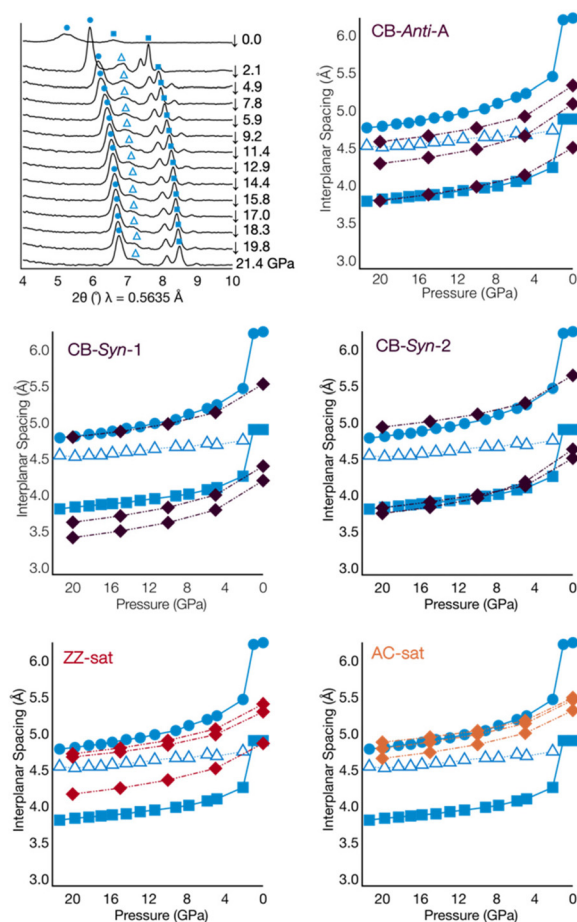 ↓ 0.0
↓ 2.1
↓ 4.9
↓ 7.8
↓ 5.9
↓ 9.2
↓ 11.4
↓ 12.9
↓ 14.4
↓ 15.8
↓ 17.0
↓ 18.3
↓ 19.8
21.4 GPa
4 5 6 7 8 9 10
2θ (°) λ = 0.5635 Å
CB-Anti-A
Interplanar Spacing (Å)
6.0
5.5
5.0
4.5
4.0
3.5
3.0
20 16 12 8 4 0
Pressure (GPa)
CB-Syn-1
Interplanar Spacing (Å)
6.0
5.5
5.0
4.5
4.0
3.5
3.0
20 16 12 8 4 0
Pressure (GPa)
CB-Syn-2
Interplanar Spacing (Å)
6.0
5.5
5.0
4.5
4.0
3.5
3.0
20 16 12 8 4 0
Pressure (GPa)
ZZ-sat
Interplanar Spacing (Å)
6.0
5.5
5.0
4.5
4.0
3.5
3.0
20 16 12 8 4 0
Pressure (GPa)
AC-sat
Interplanar Spacing (Å)
6.0
5.5
5.0
4.5
4.0
3.5
3.0
20 16 12 8 4 0
Pressure (GPa)